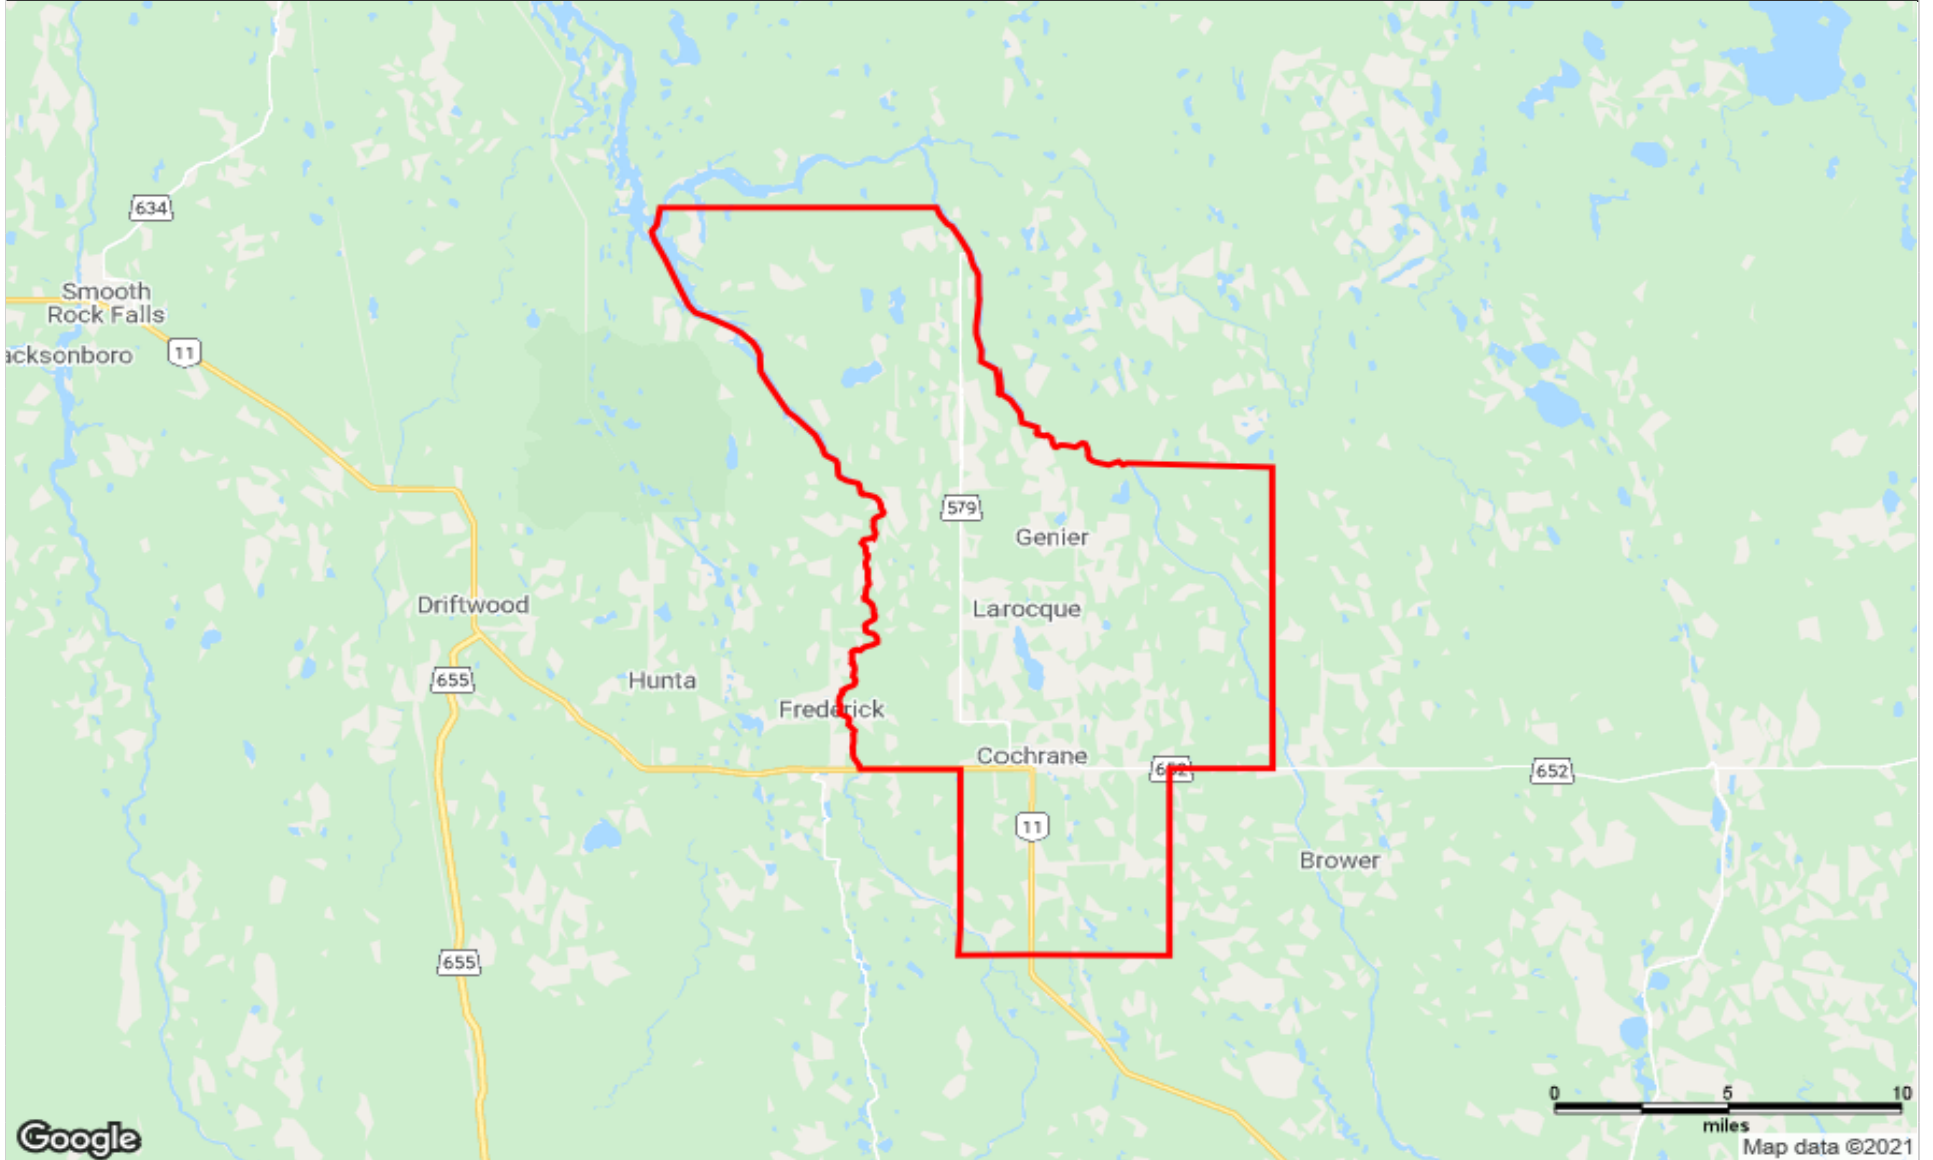 634
Smooth
Rock Falls
acksonboro
11
579
Genier
Driftwood
Larocque
655
Hunta
Frederick
Cochrane
652
652
11
Brower
655
0 5 10
miles
Google
Map data ©2021